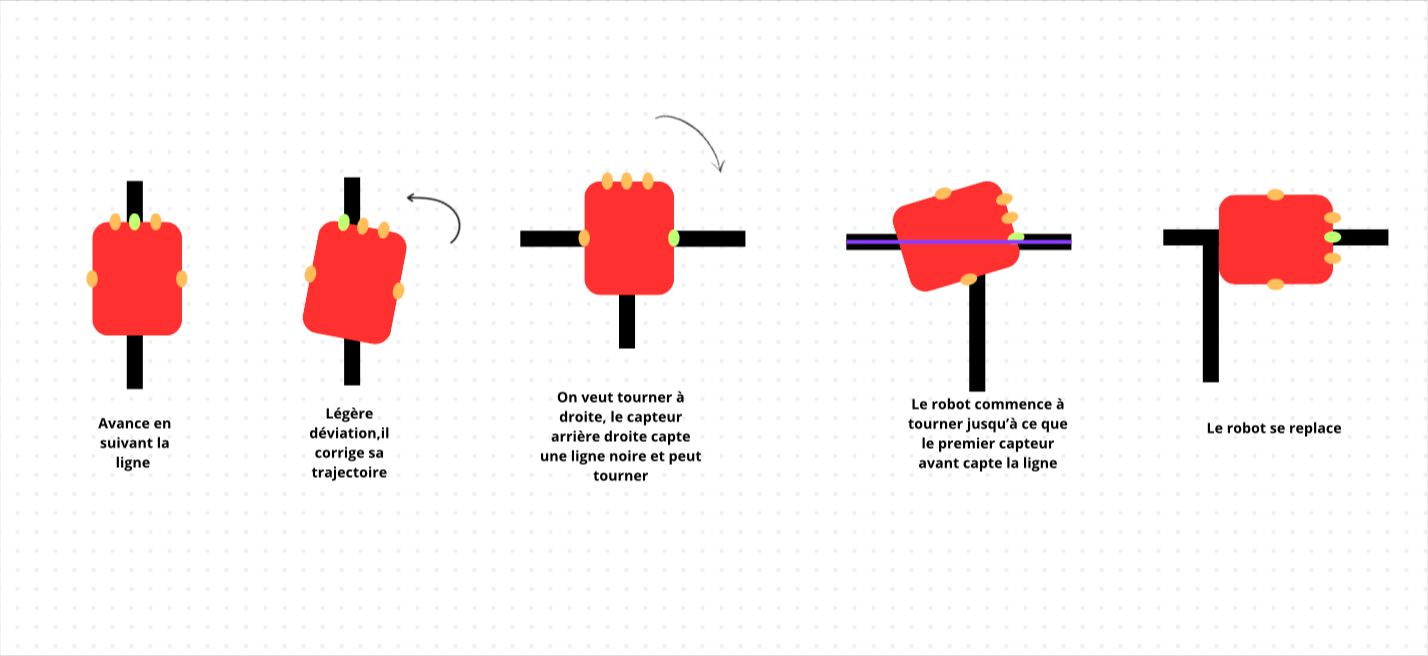 Avance en
suivant la
ligne
Légère
déviation,il
corrige sa
trajectoire
On veut tourner à
droite, le capteur
arrière droite capte
une ligne noire et peut
tourner
Le robot commence à
tourner jusqu'à ce que
le premier capteur
avant capte la ligne
Le robot se replace